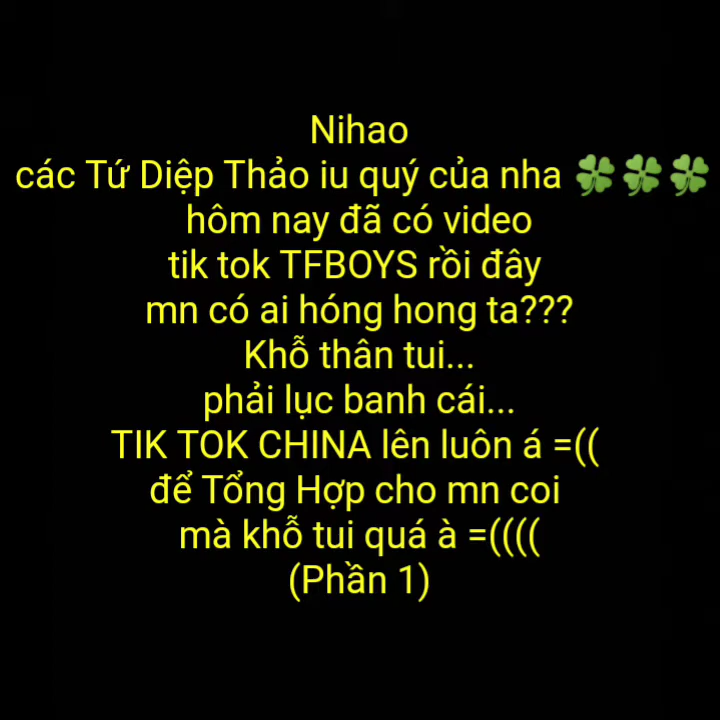 Nihao
các Tứ Diệp Thảo iu quý của nha 🍀🍀🍀
hôm nay đã có video
tik tok TFBOYS rồi đây
mn có ai hóng hong ta???
Khỗ thân tui...
phải lục banh cái...
TIK TOK CHINA lên luôn á =((
để Tổng Hợp cho mn coi
mà khỗ tui quá à =((((
(Phần 1)